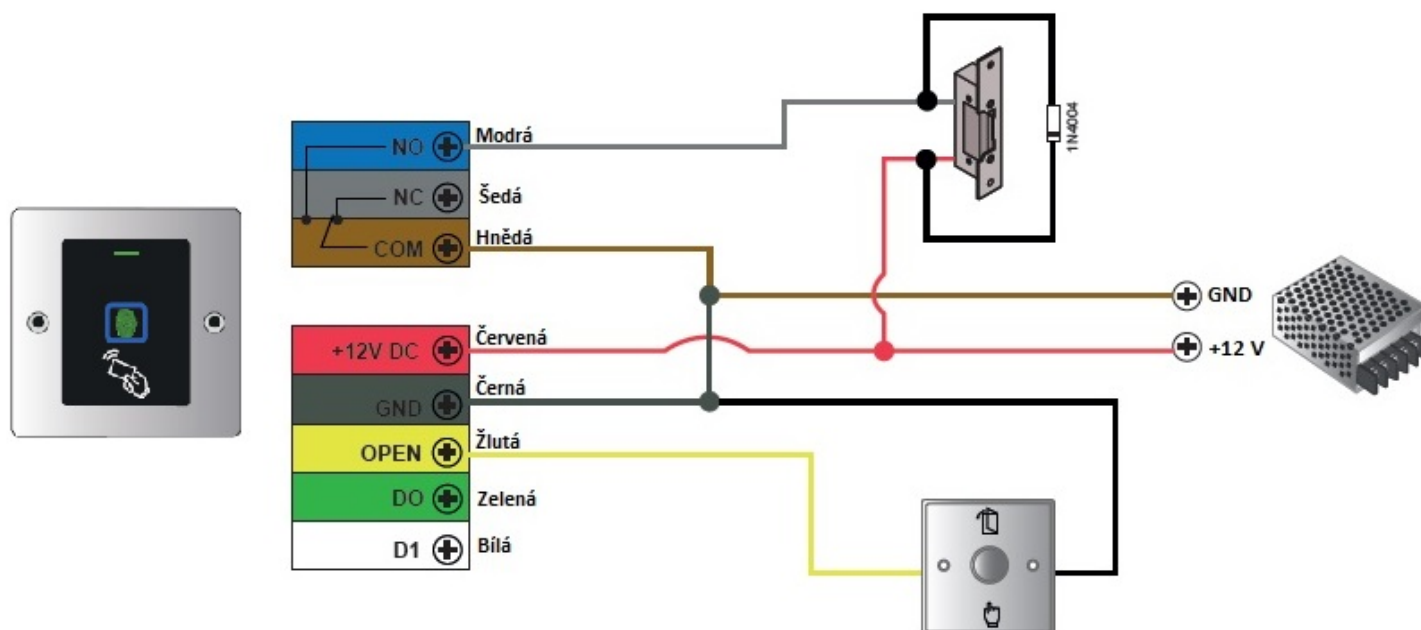 NO Modrá
NC Šedá
COM Hnědá
+12V DC Červená
GND Černá
OPEN Žlutá
DO Zelená
D1 Bílá
1N4004
GND
+12 V